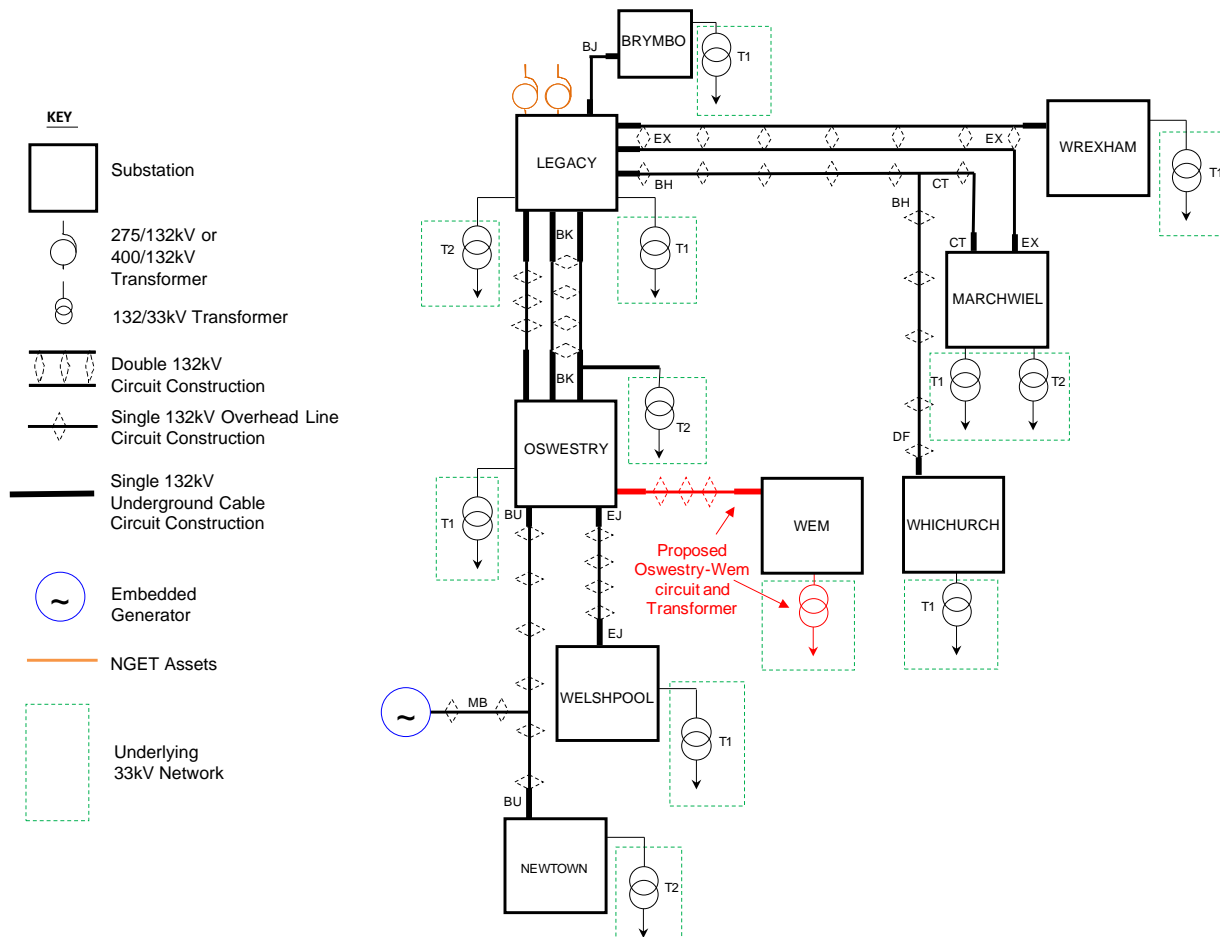 KEY
Substation
275/132kV or
400/132kV
Transformer
132/33kV Transformer
Double 132kV
Circuit Construction
Single 132kV Overhead Line
Circuit Construction
Single 132kV
Underground Cable
Circuit Construction
~
Embedded
Generator
NGET Assets
Underlying
33kV Network
BRYMBO
BJ
T1
LEGACY
EX
EX
WREXHAM
T1
BH
CT
BH
T2
BK
T1
CT
EX
MARCHWIEL
T1
T2
BK
T2
DF
OSWESTRY
T1
BU
EJ
WEM
WHICHURCH
Proposed
Oswestry-Wem
circuit and
Transformer
T1
EJ
WELSHPOOL
T1
MB
~
BU
NEWTOWN
T2